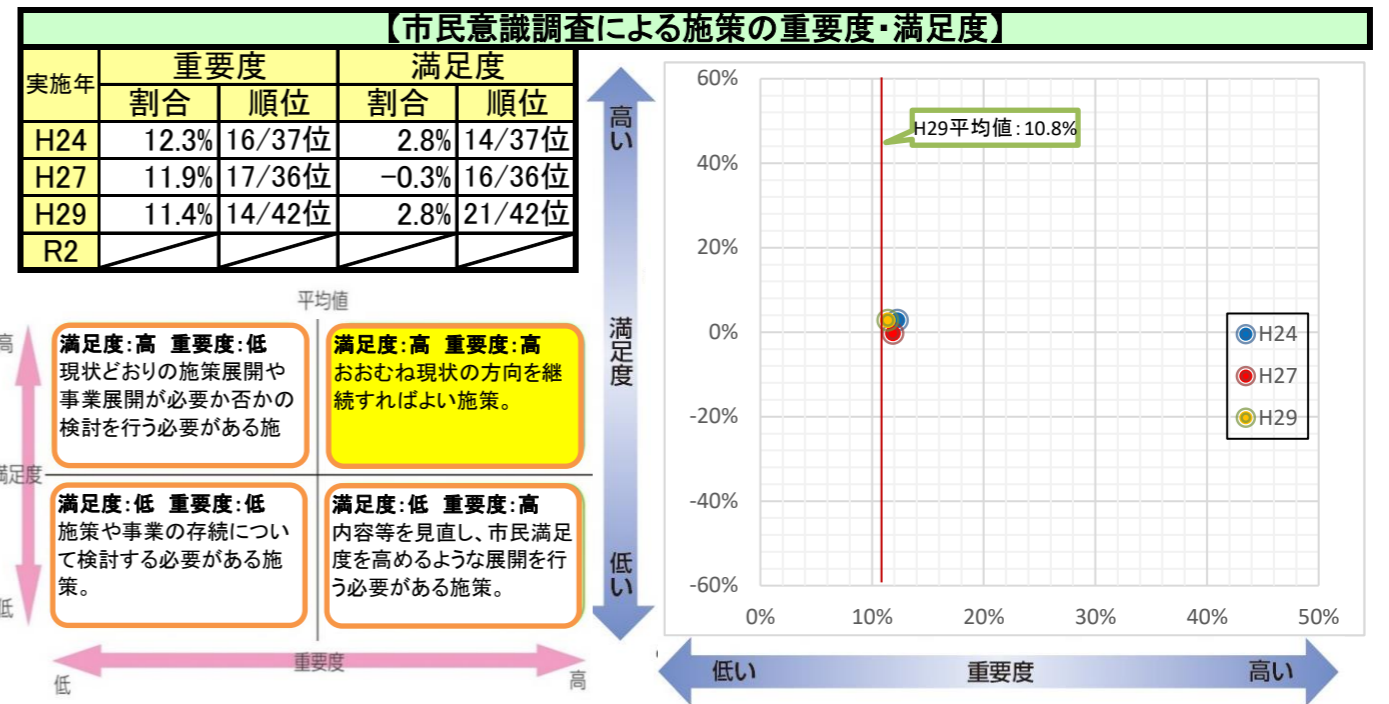 【市民意識調査による施策の重要度・満足度】
実施年 重要度 満足度
割合 順位 割合 順位
H24 12.3% 16/37位 2.8% 14/37位
H27 11.9% 17/36位 -0.3% 16/36位
H29 11.4% 14/42位 2.8% 21/42位
R2
平均値
高
満足度:高 重要度:低
現状どおりの施策展開や
事業展開が必要か否かの
検討を行う必要がある施
満足度:高 重要度:高
おおむね現状の方向を継
続すればよい施策。
満足度
満足度:低 重要度:低
施策や事業の存続につい
て検討する必要がある施
策。
満足度:低 重要度:高
内容等を見直し、市民満足
度を高めるような展開を行
う必要がある施策。
低
重要度
低
高
高い
満足度
低い
60%
40%
20%
0%
-20%
-40%
-60%
H29平均値:10.8%
H24
H27
H29
0% 10% 20% 30% 40% 50%
低い 重要度 高い